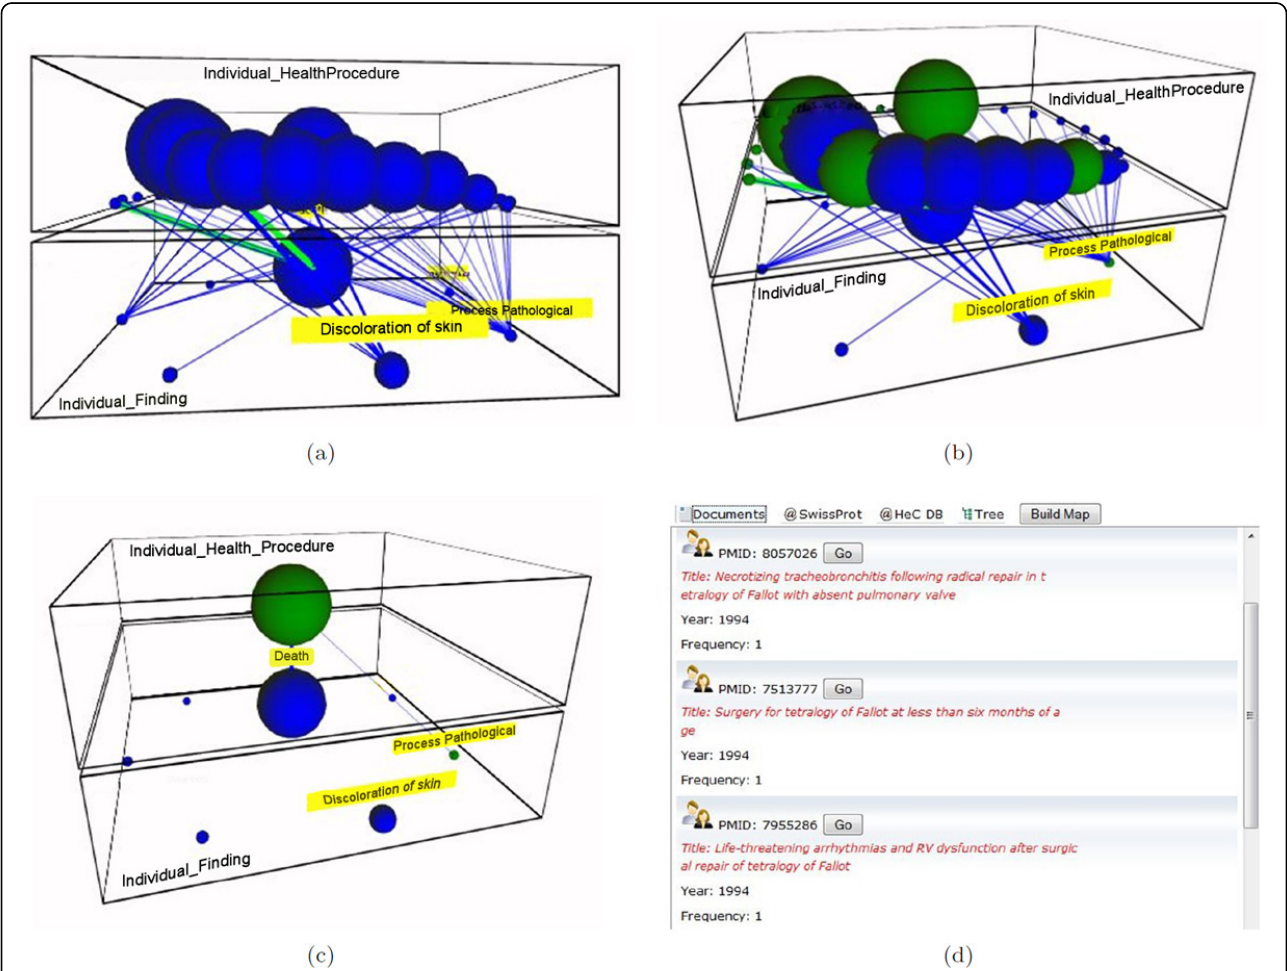 Individual_HealthProcedure
Process Pathological
Discoloration of skin
Individual_Finding
(a)
Individual_HealthProcedure
Process Pathological
Individual_Finding
Discoloration of skin
(b)
Individual_Health_Procedure
Death
Process Pathological
Discoloration of skin
Individual_Finding
(c)
Documents @SwissProt @HeC DB Tree Build Map
PMID: 8057026 Go
Title: Necrotizing tracheobronchitis following radical repair in t
etralogy of Fallot with absent pulmonary valve
Year: 1994
Frequency: 1
PMID: 7513777 Go
Title: Surgery for tetralogy of Fallot at less than six months of a
ge
Year: 1994
Frequency: 1
PMID: 7955286 Go
Title: Life-threatening arrhythmias and RV dysfunction after surgic
al repair of tetralogy of Fallot
Year: 1994
Frequency: 1
(d)